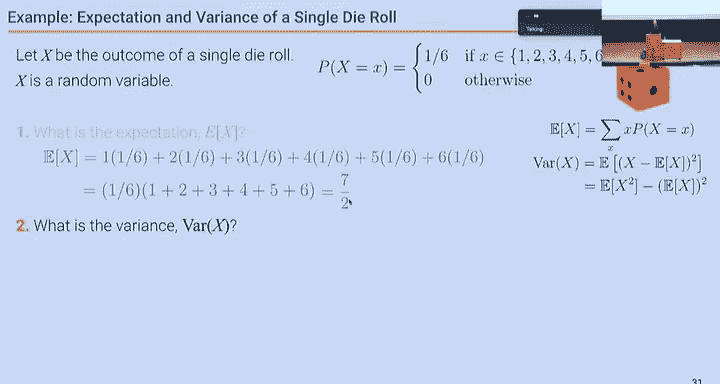 Example: Expectation and Variance of a Single Die Roll
Talking:
Let X be the outcome of a single die roll.
X is a random variable.
P(X = x) = { 1/6 if x ∈ {1, 2, 3, 4, 5, 6
0 otherwise
1. What is the expectation, E[X]?
𝔼[X] = 1(1/6) + 2(1/6) + 3(1/6) + 4(1/6) + 5(1/6) + 6(1/6)
= (1/6)(1 + 2 + 3 + 4 + 5 + 6) = 7/2
𝔼[X] = ∑ₓ xP(X = x)
Var(X) = 𝔼[(X − 𝔼[X])²]
= 𝔼[X²] − (𝔼[X])²
2. What is the variance, Var(X)?
31